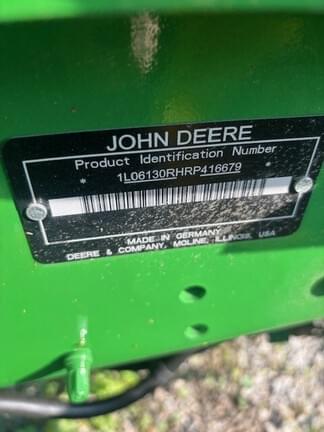 JOHN DEERE
Product Identification Number
* 1L06130RHRP416679 *
MADE IN GERMANY
DEERE & COMPANY, MOLINE, ILLINOIS, USA